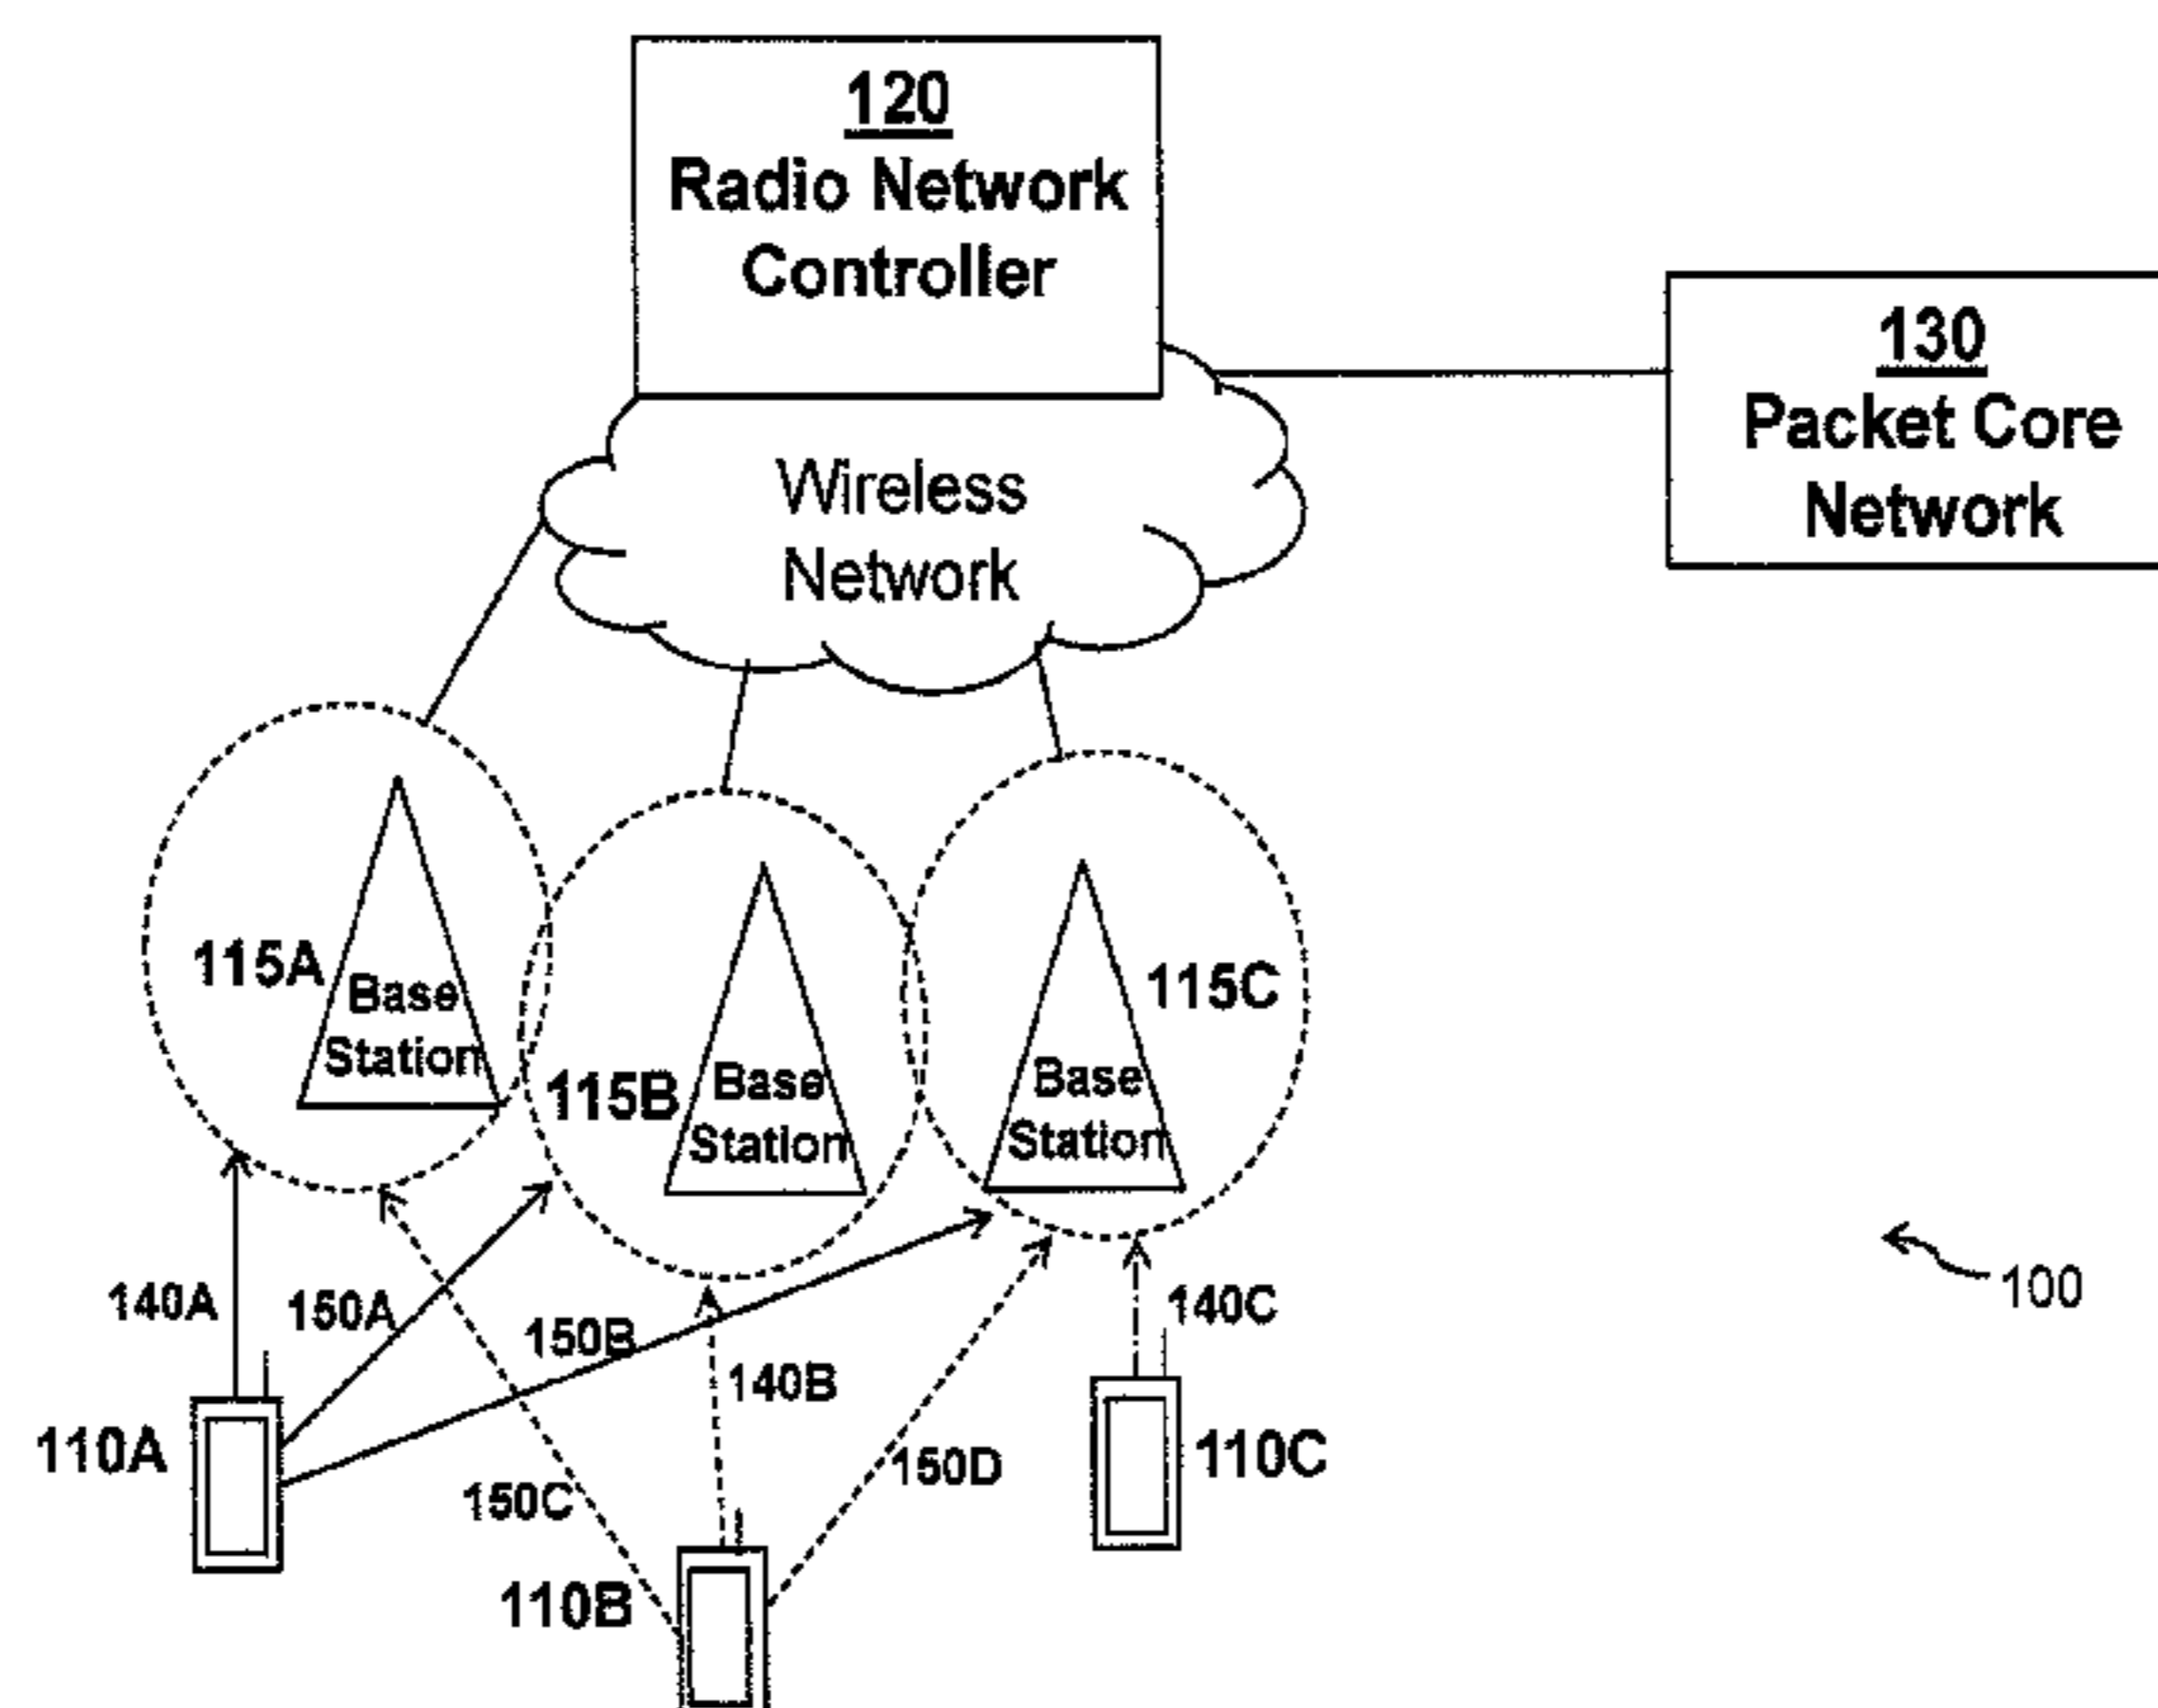 120
Radio Network
Controller
130
Packet Core
Network
Wireless
Network
115A
Base
Station
115B
Base
Station
115C
Base
Station
140A
150A
150B
140B
140C
100
110A
150C
150D
110C
110B